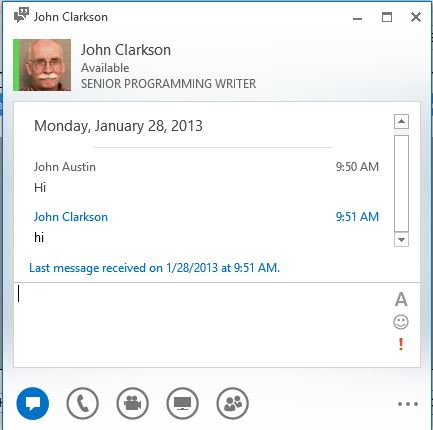 John Clarkson
John Clarkson
Available
SENIOR PROGRAMMING WRITER
Monday, January 28, 2013
John Austin 9:50 AM
Hi
John Clarkson 9:51 AM
hi
Last message received on 1/28/2013 at 9:51 AM.
A
!